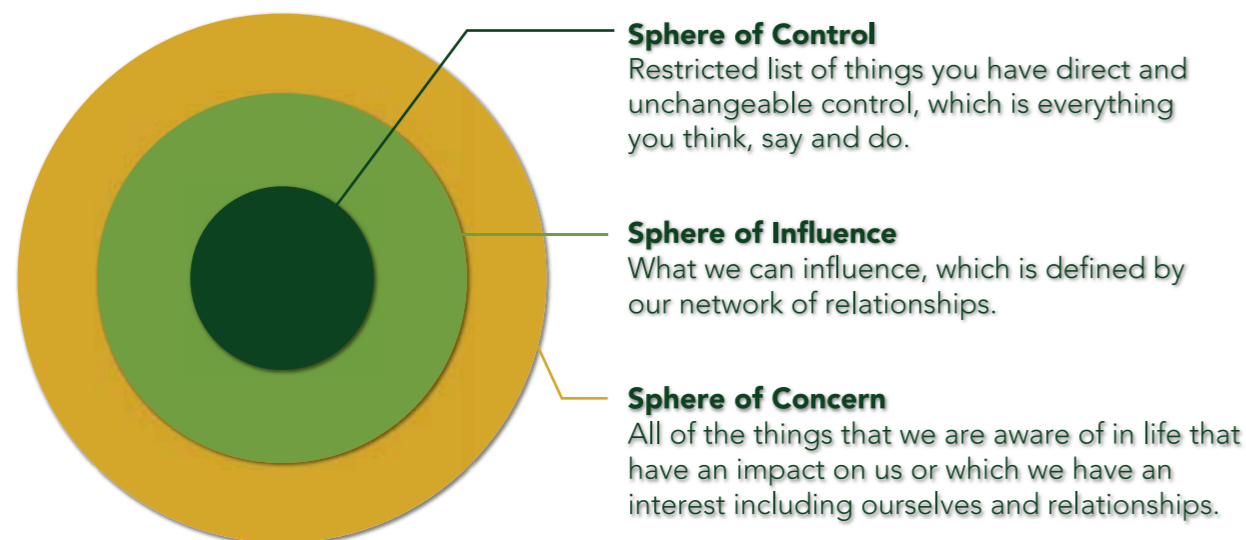 Sphere of Control
Restricted list of things you have direct and
unchangeable control, which is everything
you think, say and do.
Sphere of Influence
What we can influence, which is defined by
our network of relationships.
Sphere of Concern
All of the things that we are aware of in life that
have an impact on us or which we have an
interest including ourselves and relationships.